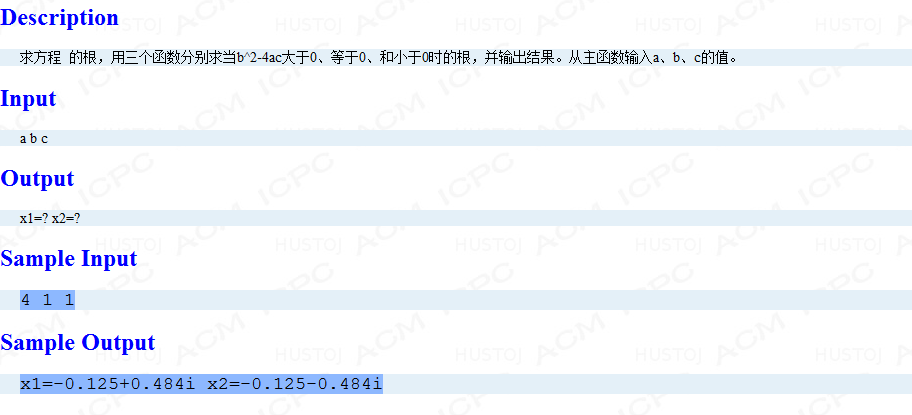 Description
求方程 的根，用三个函数分别求当b^2-4ac大于0、等于0、和小于0时的根，并输出结果。从主函数输入a、b、c的值。
Input
a b c
Output
x1=? x2=?
Sample Input
4 1 1
Sample Output
x1=-0.125+0.484i x2=-0.125-0.484i